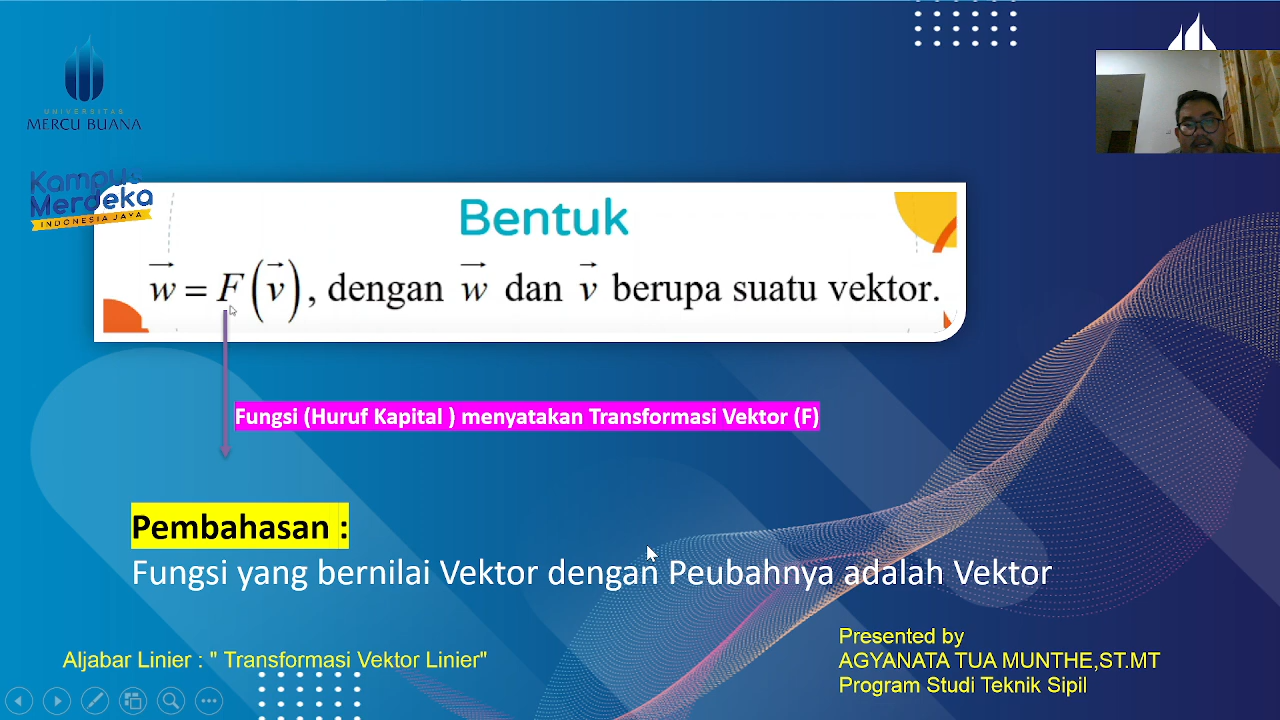 UNIVERSITAS
MERCU BUANA
Kampus
Merdeka
INDONESIA JAYA
Bentuk
w⃗ = F(v⃗), dengan w⃗ dan v⃗ berupa suatu vektor.
Fungsi (Huruf Kapital ) menyatakan Transformasi Vektor (F)
Pembahasan :
Fungsi yang bernilai Vektor dengan Peubahnya adalah Vektor
Aljabar Linier : " Transformasi Vektor Linier"
Presented by
AGYANATA TUA MUNTHE,ST.MT
Program Studi Teknik Sipil